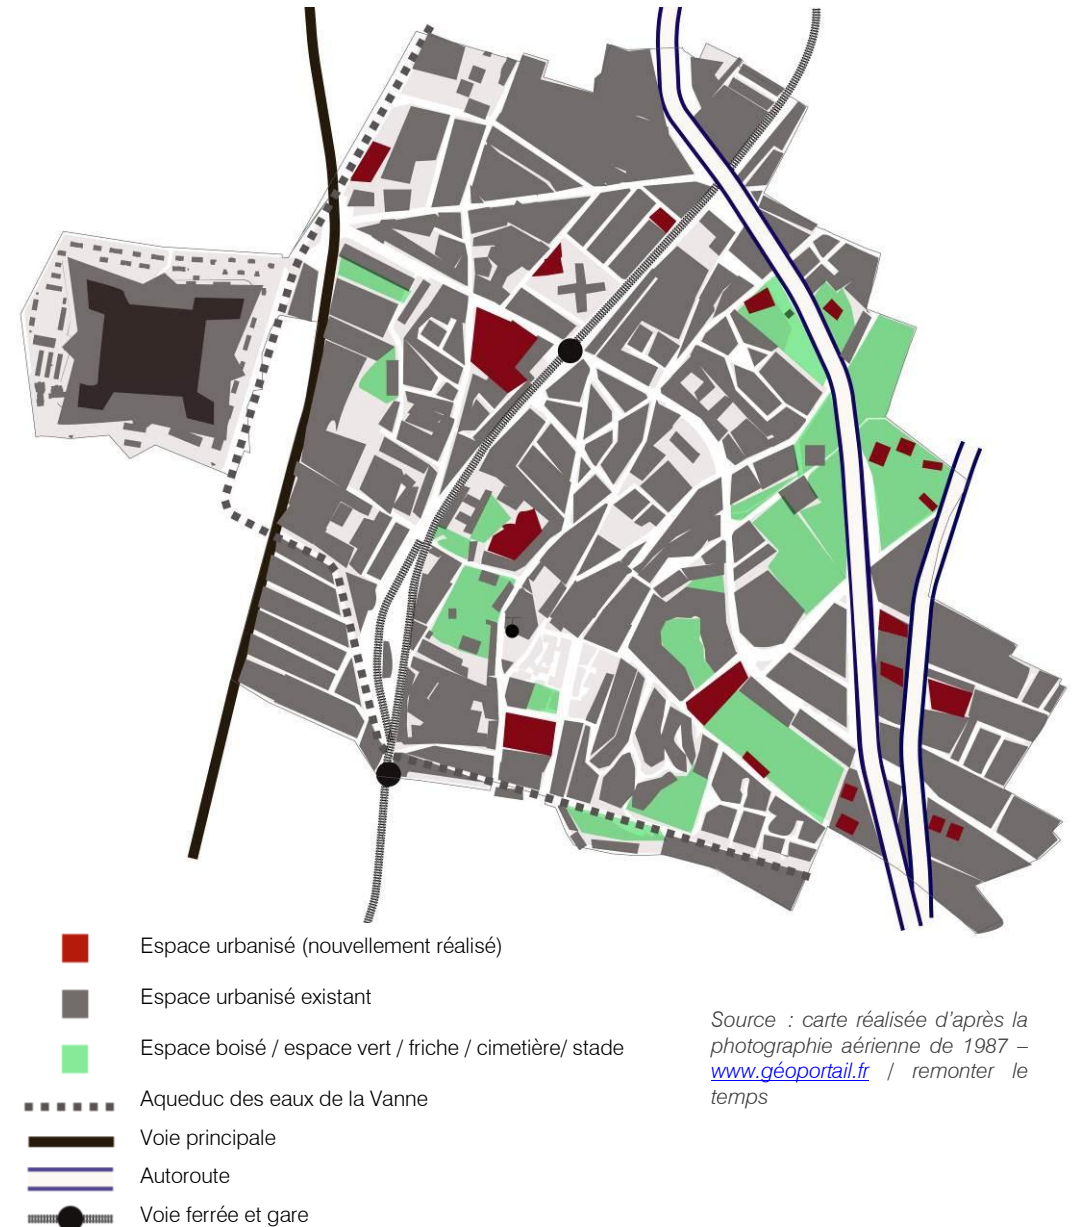 Espace urbanisé (nouvellement réalisé)
Espace urbanisé existant
Espace boisé / espace vert / friche / cimetière/ stade
Aqueduc des eaux de la Vanne
Voie principale
Autoroute
Voie ferrée et gare
Source : carte réalisée d'après la
photographie aérienne de 1987 –
www.géoportail.fr / remonter le
temps